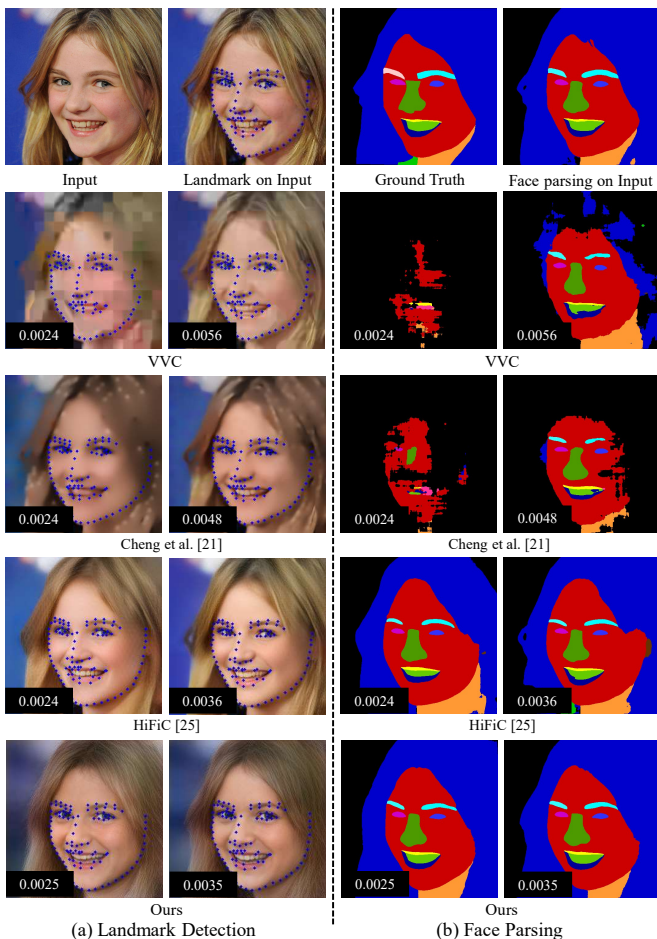 Input Landmark on Input Ground Truth Face parsing on Input
0.0024 0.0056 0.0024 0.0056
VVC VVC
0.0024 0.0048 0.0024 0.0048
Cheng et al. [21] Cheng et al. [21]
0.0024 0.0036 0.0024 0.0036
HiFiC [25] HiFiC [25]
0.0025 0.0035 0.0025 0.0035
Ours Ours
(a) Landmark Detection (b) Face Parsing